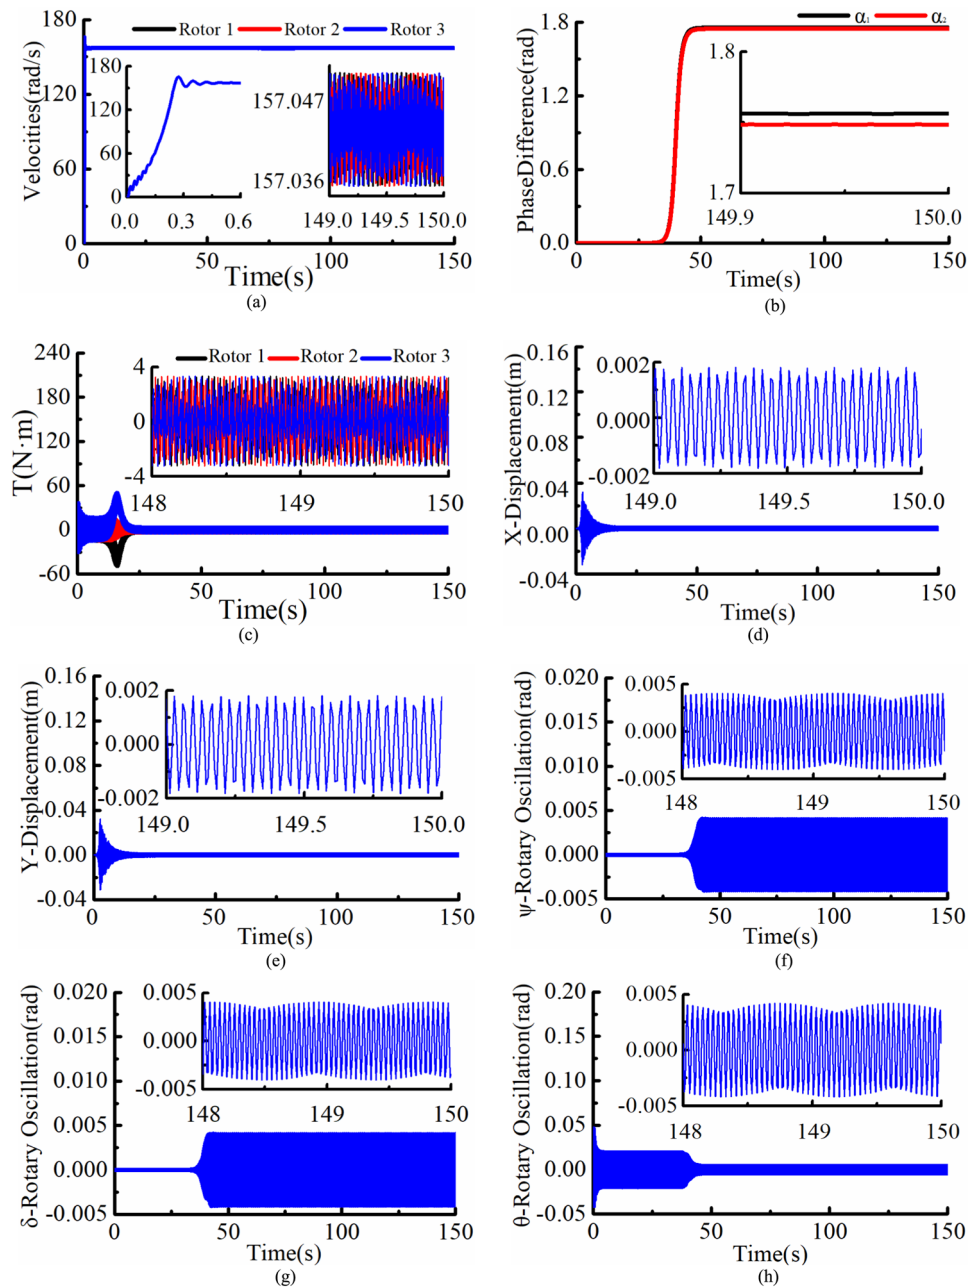 Rotor 1 Rotor 2 Rotor 3
Velocities(rad/s)
180
120
60
0
180
120
60
0
0.0 0.3 0.6
157.047
157.036
149.0 149.5 150.0
0 50 100 150
Time(s)
(a)
α₁ α₂
PhaseDifference(rad)
1.8
1.2
0.6
0.0
1.8
1.7
149.9 150.0
0 50 100 150
Time(s)
(b)
Rotor 1 Rotor 2 Rotor 3
T(N·m)
240
180
120
60
0
-60
4
0
-4
148 149 150
0 50 100 150
Time(s)
(c)
X-Displacement(m)
0.16
0.12
0.08
0.04
0.00
-0.04
0.002
0.000
-0.002
149.0 149.5 150.0
0 50 100 150
Time(s)
(d)
Y-Displacement(m)
0.16
0.12
0.08
0.04
0.00
-0.04
0.002
0.000
-0.002
149.0 149.5 150.0
0 50 100 150
Time(s)
(e)
ψ-Rotary Oscillation(rad)
0.020
0.015
0.010
0.005
0.000
-0.005
0.005
0.000
-0.005
148 149 150
0 50 100 150
Time(s)
(f)
δ-Rotary Oscillation(rad)
0.020
0.015
0.010
0.005
0.000
-0.005
0.005
0.000
-0.005
148 149 150
0 50 100 150
Time(s)
(g)
θ-Rotary Oscillation(rad)
0.20
0.15
0.10
0.05
0.00
-0.05
0.005
0.000
-0.005
148 149 150
0 50 100 150
Time(s)
(h)